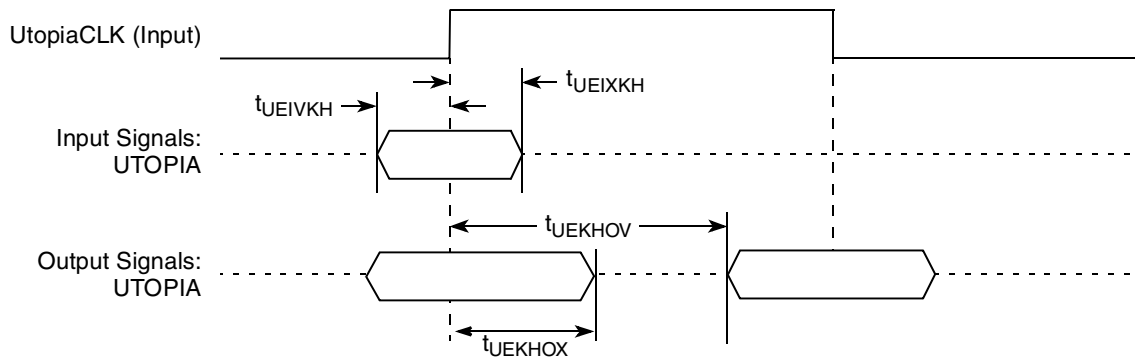 UtopiaCLK (Input)
tUEIXKH
tUEIVKH
Input Signals:
UTOPIA
tUEKHOV
Output Signals:
UTOPIA
tUEKHOX